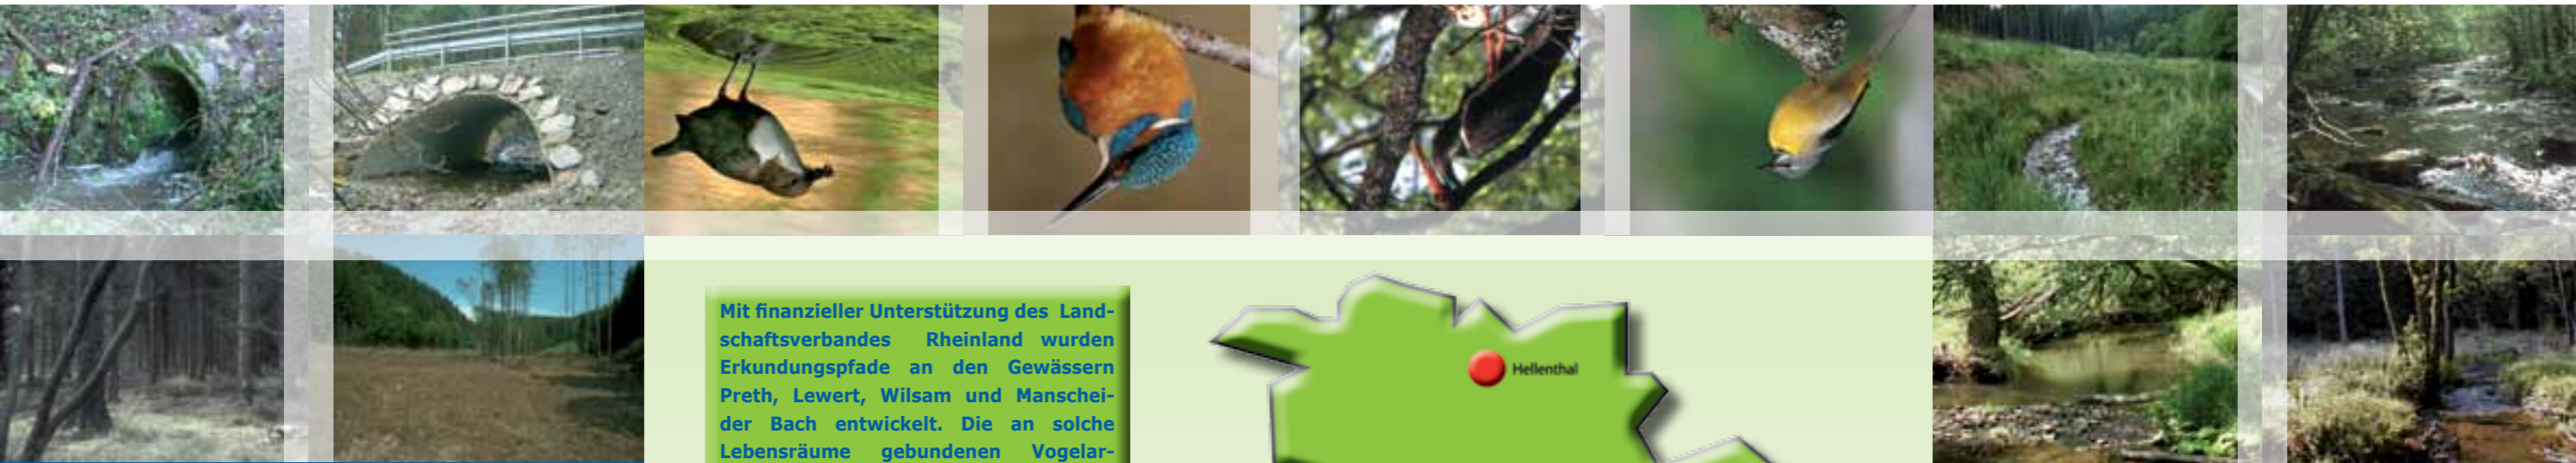 Mit finanzieller Unterstützung des Land-
schaftsverbandes Rheinland wurden
Erkundungspfade an den Gewässern
Preth, Lewert, Wilsam und Manschei-
der Bach entwickelt. Die an solche
Lebensräume gebundenen Vogelar-
Hellenthal